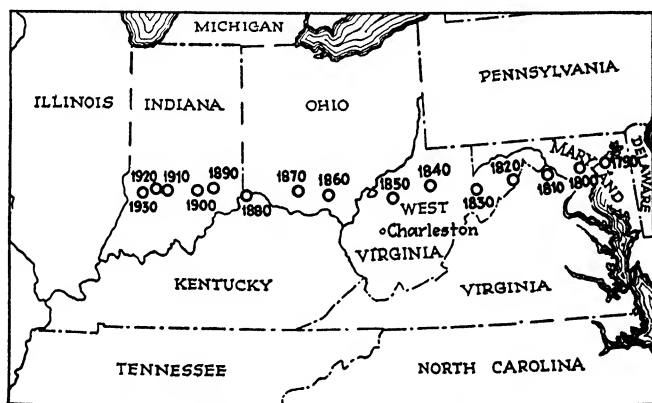 MICHIGAN
PENNSYLVANIA
ILLINOIS
INDIANA
OHIO
MARYLAND
DELAWARE
1790
1800
1810
1820
1830
1840
1850
1860
1870
1880
1890
1900
1910
1920
1930
WEST
VIRGINIA
Charleston
KENTUCKY
VIRGINIA
TENNESSEE
NORTH CAROLINA